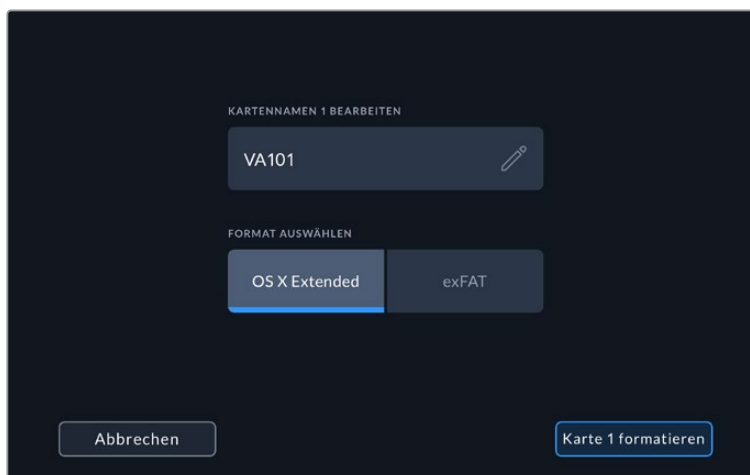 KARTENNAMEN 1 BEARBEITEN
VA101
FORMAT AUSWÄHLEN
OS X Extended
exFAT
Abbrechen
Karte 1 formatieren